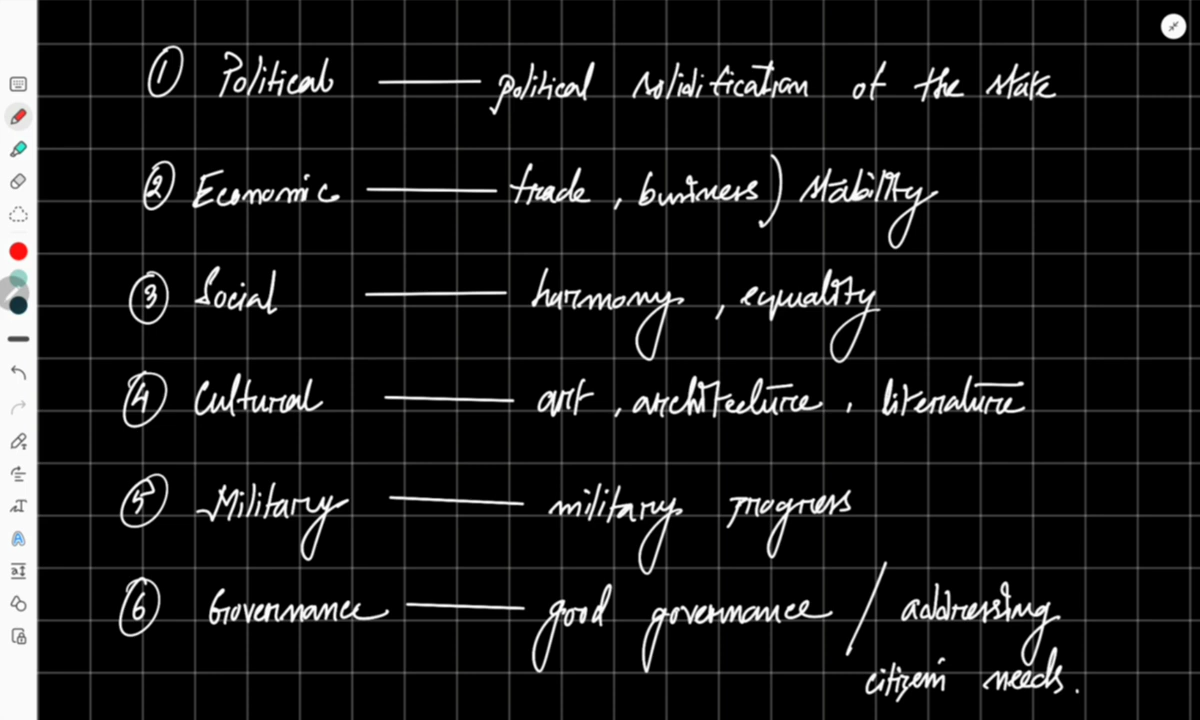 ① Political — political solidification of the state
② Economic — trade, business) stability
③ Social — harmony, equality
④ Cultural — art, architecture, literature
⑤ Military — military progress
⑥ Governance — good governance / addressing
citizen needs.